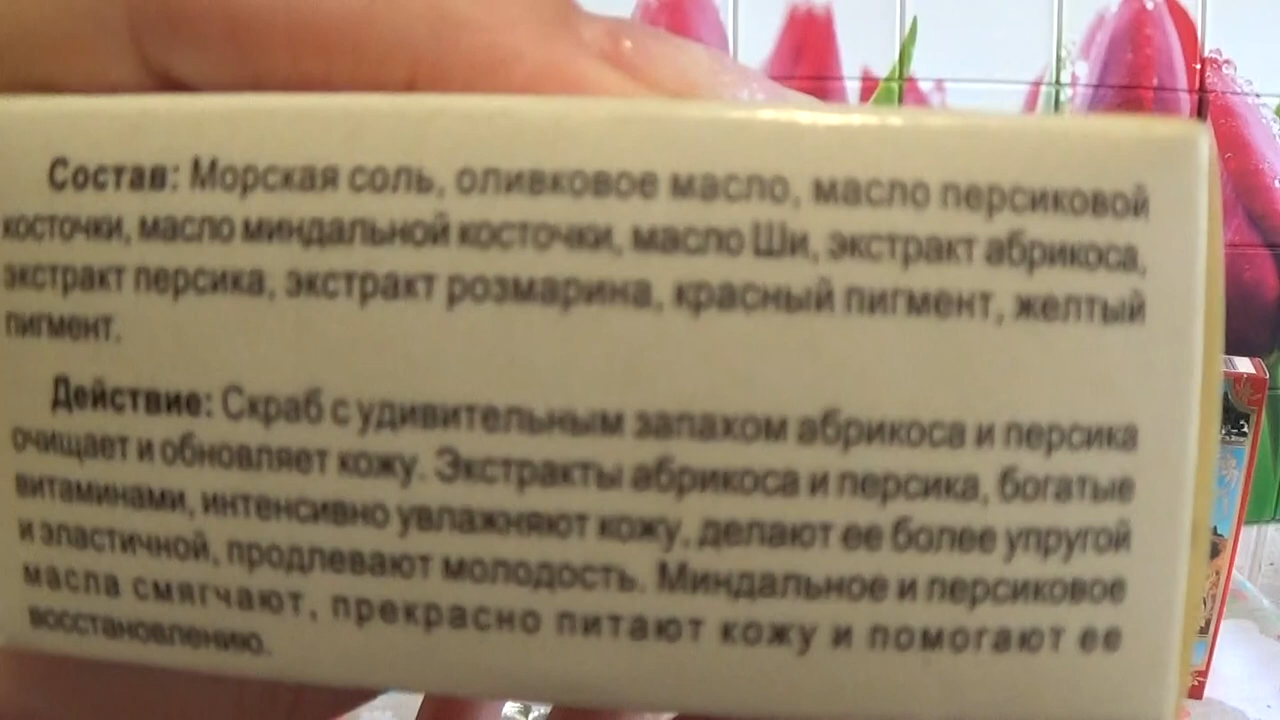 Состав: Морская соль, оливковое масло, масло персиковой
косточки, масло миндальной косточки, масло Ши, экстракт абрикоса,
экстракт персика, экстракт розмарина, красный пигмент, желтый
пигмент.
Действие: Скраб с удивительным запахом абрикоса и персика
очищает и обновляет кожу. Экстракты абрикоса и персика, богатые
витаминами, интенсивно увлажняют кожу, делают ее более упругой
и эластичной, продлевают молодость. Миндальное и персиковое
масла смягчают, прекрасно питают кожу и помогают ее
восстановлению.